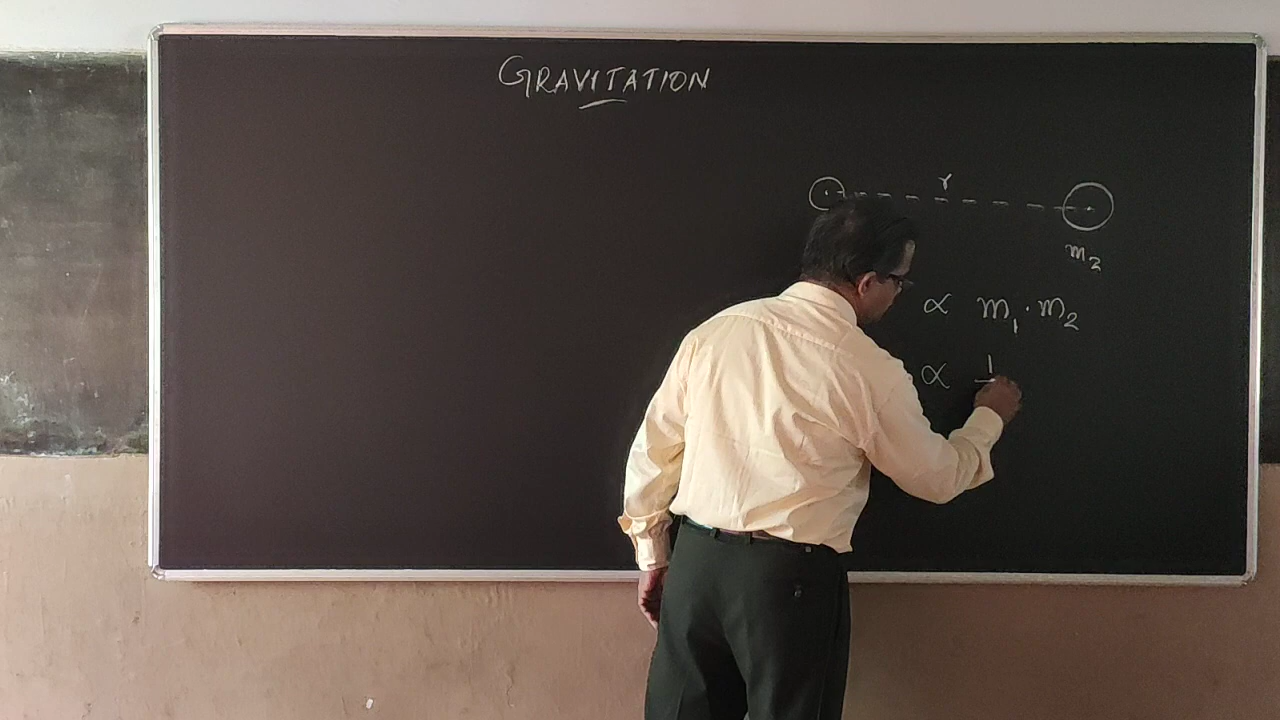 GRAVITATION
r
m2
∝ m1 · m2
∝ 1